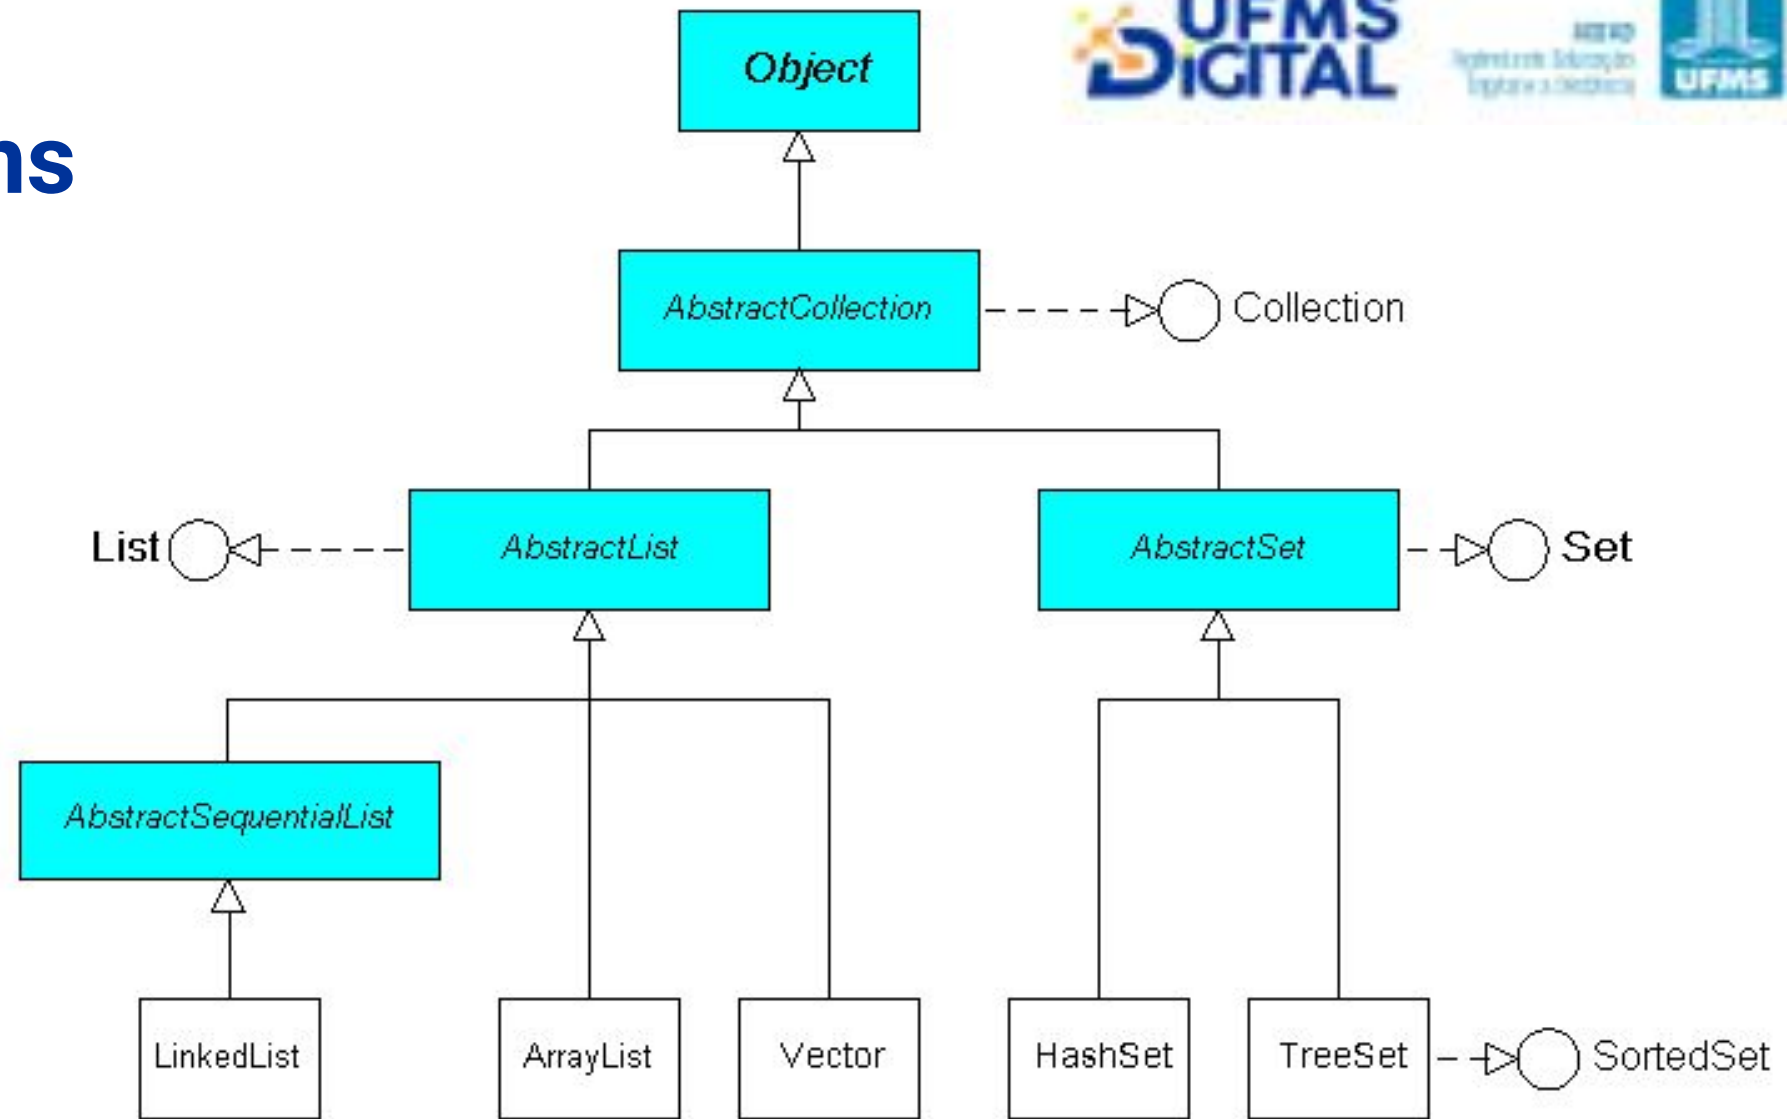 UFMS
DIGITAL
UFMS
ns
Object
AbstractCollection
Collection
List
AbstractList
AbstractSet
Set
AbstractSequentialList
LinkedList
ArrayList
Vector
HashSet
TreeSet
SortedSet